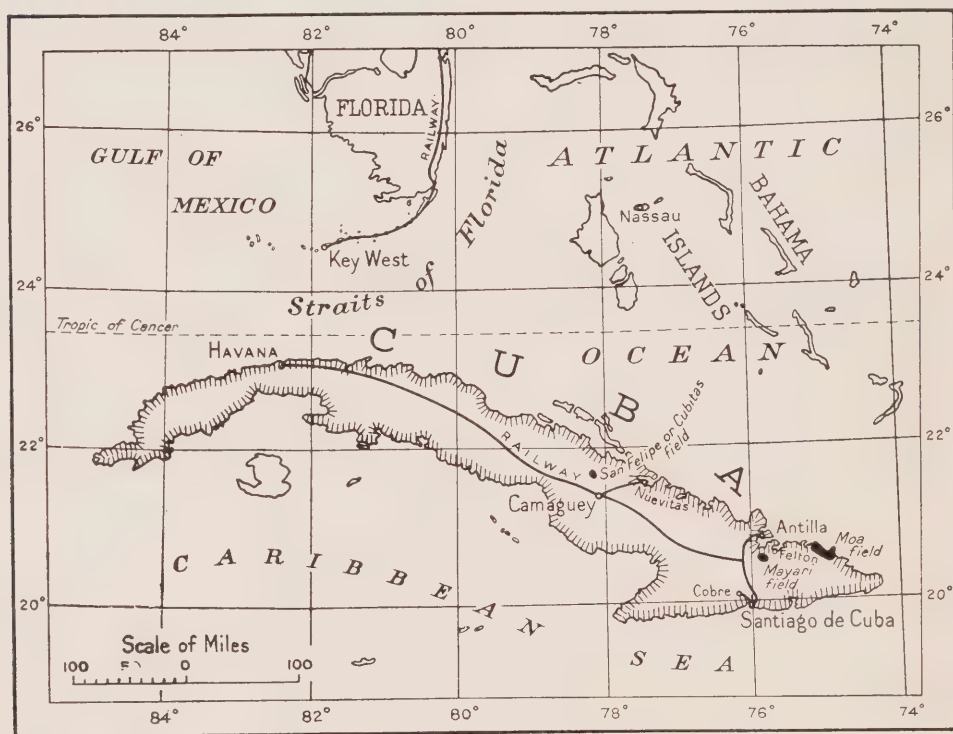 84° 82° 80° 78° 76° 74°
26° 26°
FLORIDA
RAILWAY
GULF OF
MEXICO
Key West
Straits of Florida
ATLANTIC
OCEAN
BAHAMA
ISLANDS
Nassau
24° 24°
Tropic of Cancer
HAVANA
CUBA
22° 22°
RAILWAY
San Felipe or Cubitas
field
Nuevitas
Camaguey
Antilla
Felton
Moa
field
Mayari
field
Cobre
Santiago de Cuba
CARIBBEAN
SEA
20° 20°
Scale of Miles
100 50 0 100
84° 82° 80° 78° 76° 74°